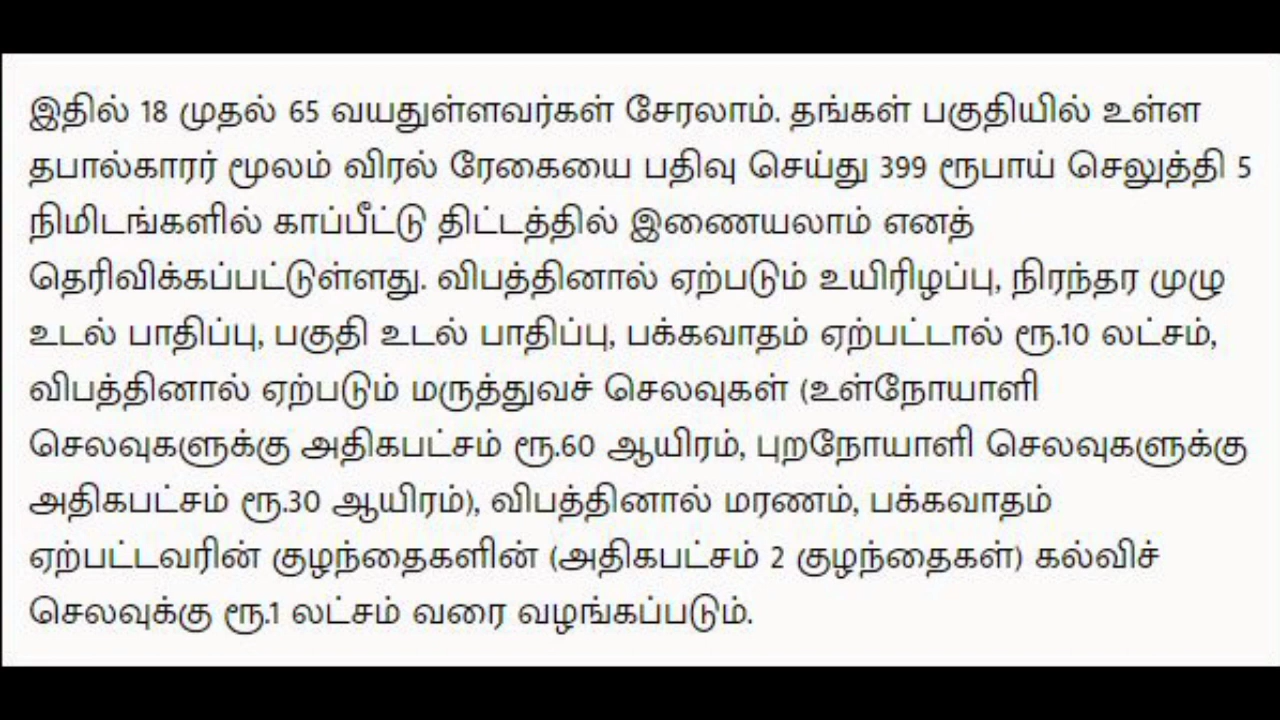 இதில் 18 முதல் 65 வயதுள்ளவர்கள் சேரலாம். தங்கள் பகுதியில் உள்ள
தபால்காரர் மூலம் விரல் ரேகையை பதிவு செய்து 399 ரூபாய் செலுத்தி 5
நிமிடங்களில் காப்பீட்டு திட்டத்தில் இணையலாம் எனத்
தெரிவிக்கப்பட்டுள்ளது. விபத்தினால் ஏற்படும் உயிரிழப்பு, நிரந்தர முழு
உடல் பாதிப்பு, பகுதி உடல் பாதிப்பு, பக்கவாதம் ஏற்பட்டால் ரூ.10 லட்சம்,
விபத்தினால் ஏற்படும் மருத்துவச் செலவுகள் (உள்நோயாளி
செலவுகளுக்கு அதிகபட்சம் ரூ.60 ஆயிரம், புறநோயாளி செலவுகளுக்கு
அதிகபட்சம் ரூ.30 ஆயிரம்), விபத்தினால் மரணம், பக்கவாதம்
ஏற்பட்டவரின் குழந்தைகளின் (அதிகபட்சம் 2 குழந்தைகள்) கல்விச்
செலவுக்கு ரூ.1 லட்சம் வரை வழங்கப்படும்.